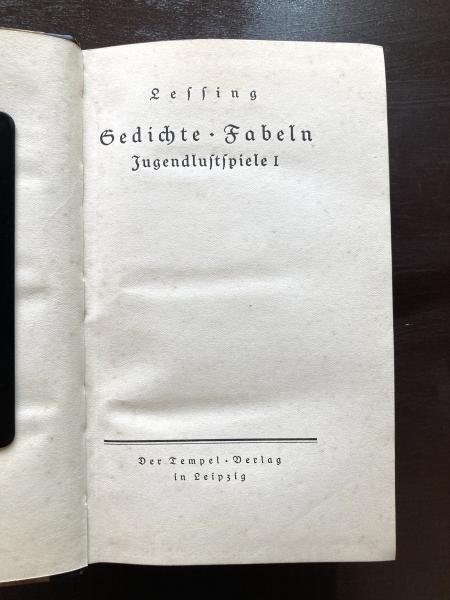 Leſſing
Gedichte · Fabeln
Jugendluſtſpiele I
Der Tempel · Verlag
in Leipzig